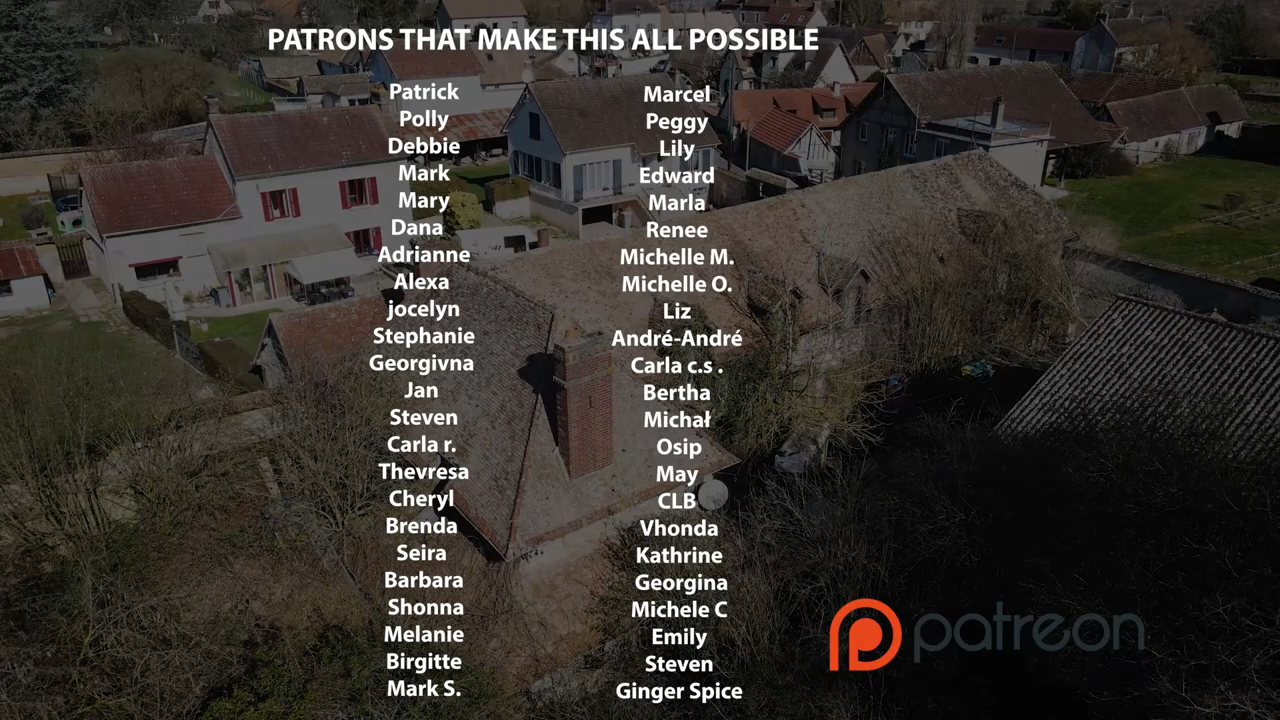 PATRONS THAT MAKE THIS ALL POSSIBLE
Patrick
Polly
Debbie
Mark
Mary
Dana
Adrianne
Alexa
jocelyn
Stephanie
Georgivna
Jan
Steven
Carla r.
Thevresa
Cheryl
Brenda
Seira
Barbara
Shonna
Melanie
Birgitte
Mark S.
Marcel
Peggy
Lily
Edward
Marla
Renee
Michelle M.
Michelle O.
Liz
André-André
Carla c.s .
Bertha
Michał
Osip
May
CLB
Vhonda
Kathrine
Georgina
Michele C
Emily
Steven
Ginger Spice
patreon